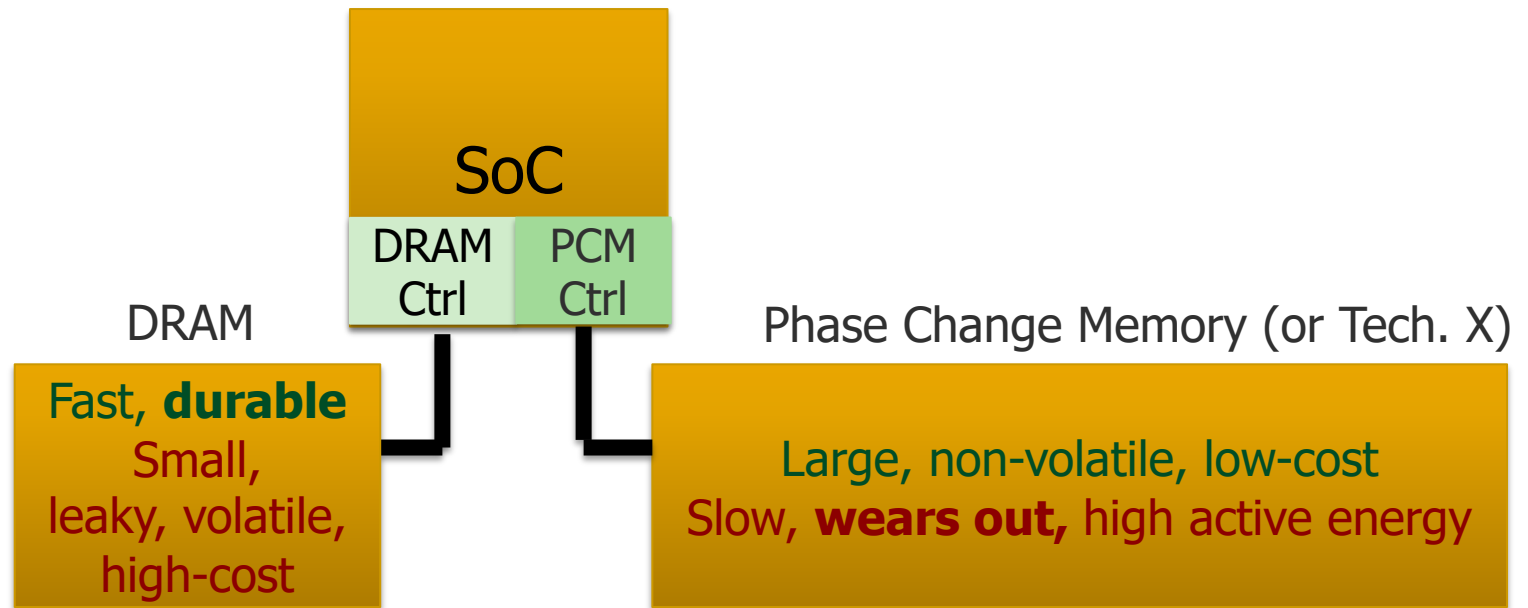 SoC
DRAM
Ctrl
PCM
Ctrl
DRAM
Fast, durable
Small,
leaky, volatile,
high-cost
Phase Change Memory (or Tech. X)
Large, non-volatile, low-cost
Slow, wears out, high active energy